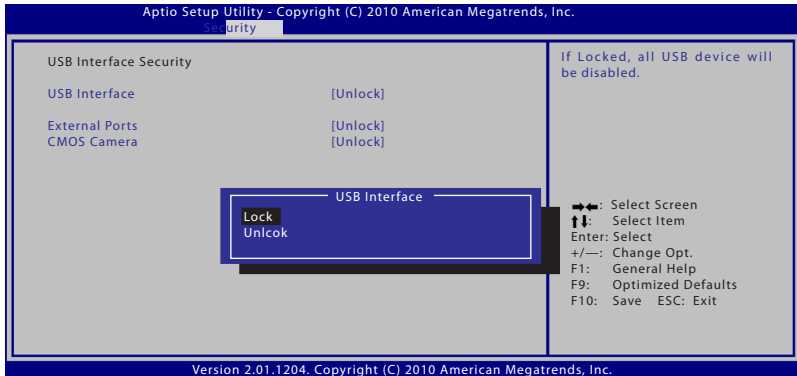 Aptio Setup Utility - Copyright (C) 2010 American Megatrends, Inc.
Security
USB Interface Security
USB Interface [Unlock]
External Ports [Unlock]
CMOS Camera [Unlock]
If Locked, all USB device will
be disabled.
USB Interface
Lock
Unlcok
→←: Select Screen
↑↓: Select Item
Enter: Select
+/—: Change Opt.
F1: General Help
F9: Optimized Defaults
F10: Save ESC: Exit
Version 2.01.1204. Copyright (C) 2010 American Megatrends, Inc.